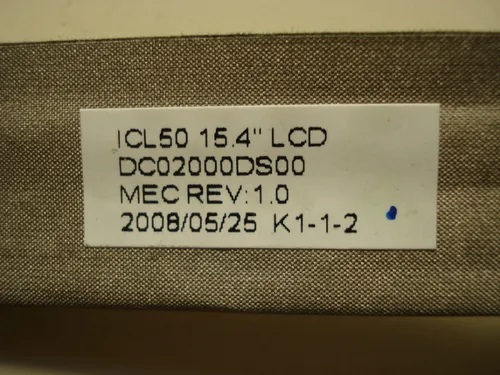 ICL50 15.4" LCD
DC02000DS00
MEC REV:1.0
2008/05/25 K1-1-2